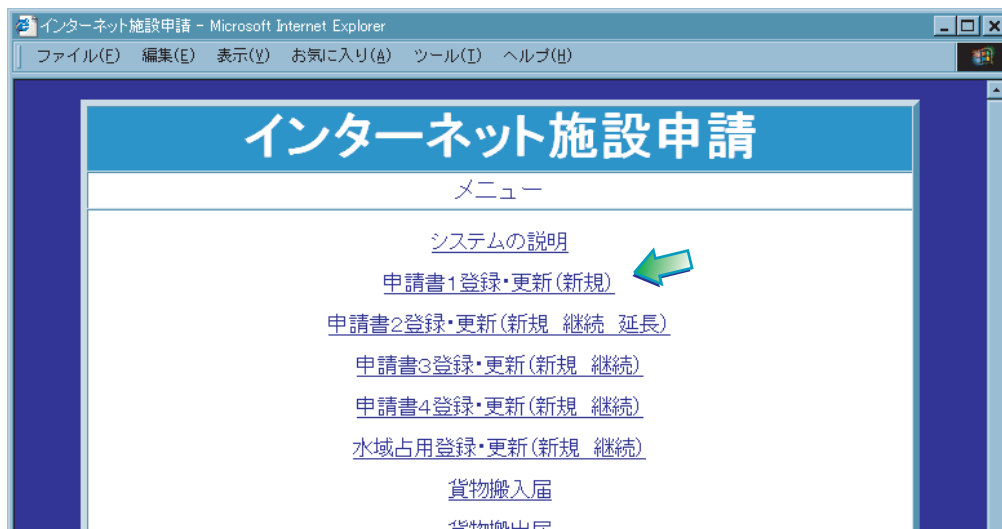 インターネット施設申請 - Microsoft Internet Explorer
ファイル(F) 編集(E) 表示(V) お気に入り(A) ツール(T) ヘルプ(H)
インターネット施設申請
メニュー
システムの説明
申請書1登録・更新(新規)
申請書2登録・更新(新規 継続 延長)
申請書3登録・更新(新規 継続)
申請書4登録・更新(新規 継続)
水域占用登録・更新(新規 継続)
貨物搬入届
貨物搬出届